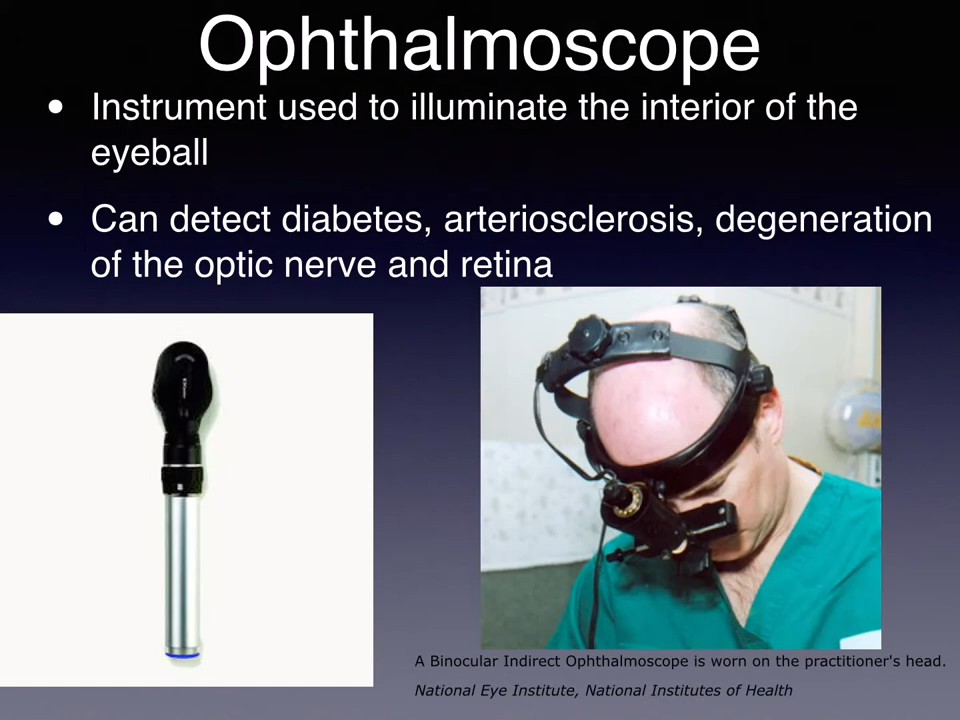 Ophthalmoscope
• Instrument used to illuminate the interior of the
eyeball
• Can detect diabetes, arteriosclerosis, degeneration
of the optic nerve and retina
A Binocular Indirect Ophthalmoscope is worn on the practitioner's head.
National Eye Institute, National Institutes of Health